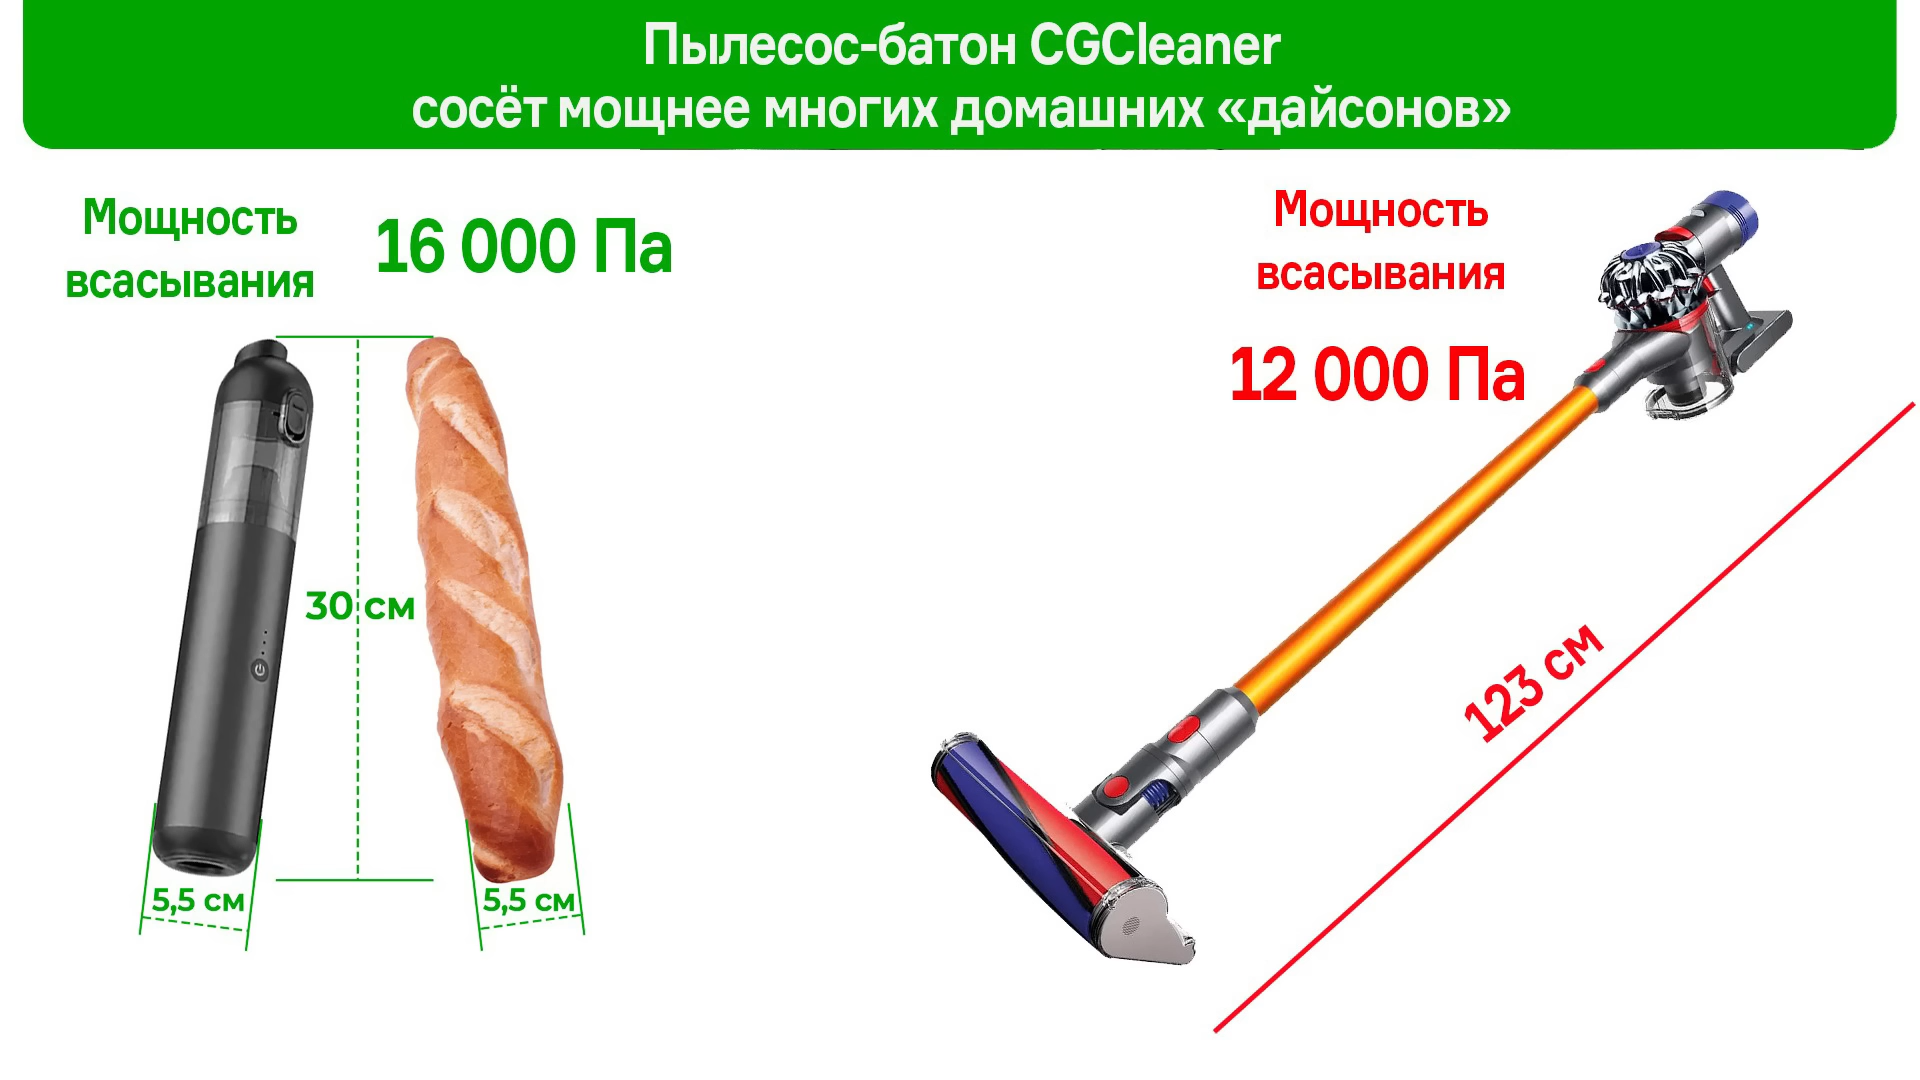 Пылесос-батон CGCleaner
сосёт мощнее многих домашних «дайсонов»
Мощность
всасывания
16 000 Па
30 см
5,5 см
5,5 см
Мощность
всасывания
12 000 Па
123 см